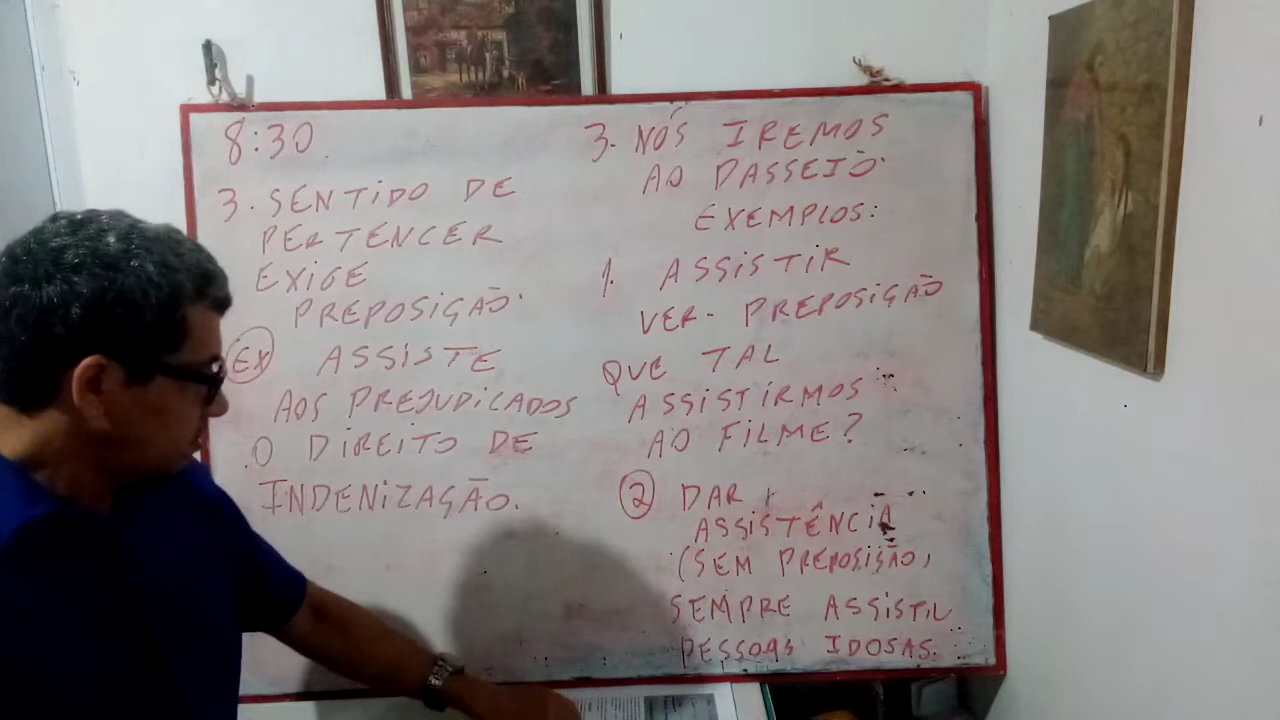 8:30
3. SENTIDO DE
PERTENCER
EXIGE
PREPOSIÇÃO.
EX ASSISTE
AOS PREJUDICADOS
O DIREITO DE
INDENIZAÇÃO.
3. NÓS IREMOS
AO PASSEIO.
EXEMPLOS:
1. ASSISTIR
VER - PREPOSIÇÃO
QUE TAL
ASSISTIRMOS
AO FILME?
2 DAR
ASSISTÊNCIA
(SEM PREPOSIÇÃO)
SEMPRE ASSISTIU
PESSOAS IDOSAS.